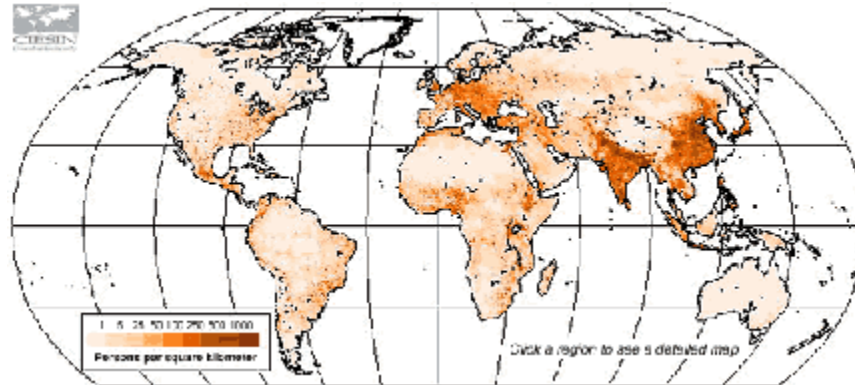 CIESIN
1 5 25 50 100 250 500 1000
Persons per square kilometer
Click a region to see a detailed map